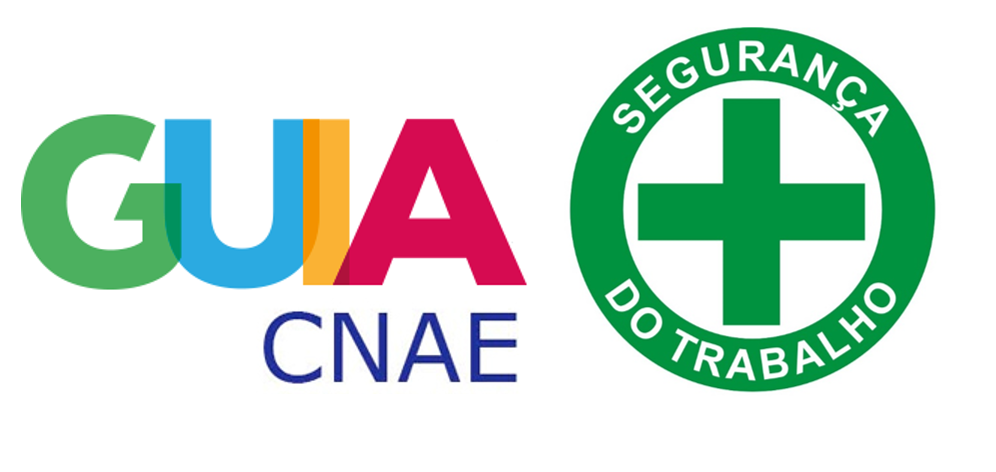 GUIA
CNAE
SEGURANÇA
DO TRABALHO